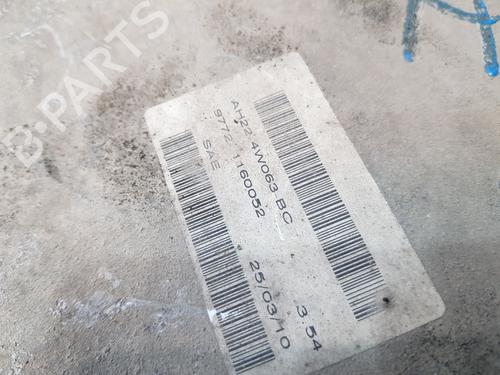 B-PARTS
AH22-4W063-BC
9772 1160052
SAE
3.54
25/03/10